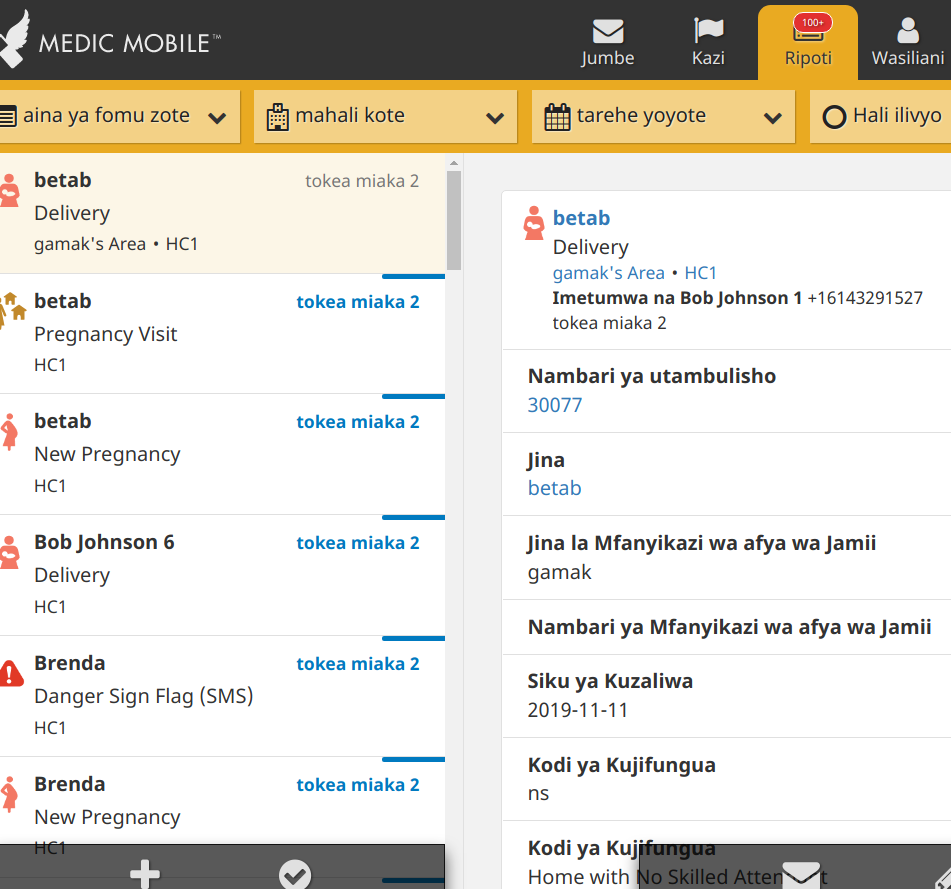 MEDIC MOBILE™
Jumbe
Kazi
100+
Ripoti
Wasiliani
aina ya fomu zote
mahali kote
tarehe yoyote
Hali ilivyo
betab
tokea miaka 2
Delivery
gamak's Area • HC1
betab
tokea miaka 2
Pregnancy Visit
HC1
betab
tokea miaka 2
New Pregnancy
HC1
Bob Johnson 6
tokea miaka 2
Delivery
HC1
Brenda
tokea miaka 2
Danger Sign Flag (SMS)
HC1
Brenda
tokea miaka 2
New Pregnancy
HC1
betab
Delivery
gamak's Area • HC1
Imetumwa na Bob Johnson 1 +16143291527
tokea miaka 2
Nambari ya utambulisho
30077
Jina
betab
Jina la Mfanyikazi wa afya wa Jamii
gamak
Nambari ya Mfanyikazi wa afya wa Jamii
Siku ya Kuzaliwa
2019-11-11
Kodi ya Kujifungua
ns
Kodi ya Kujifungua
Home with No Skilled